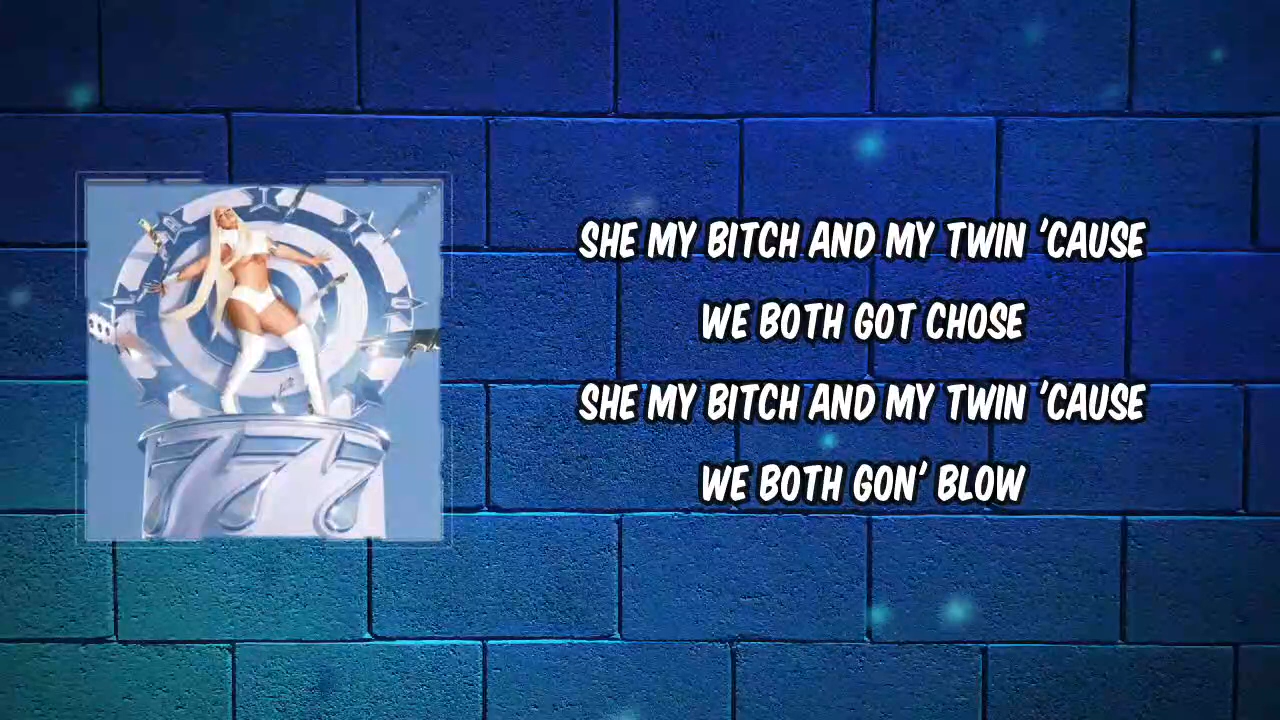 777
SHE MY BITCH AND MY TWIN 'CAUSE
WE BOTH GOT CHOSE
SHE MY BITCH AND MY TWIN 'CAUSE
WE BOTH GON' BLOW